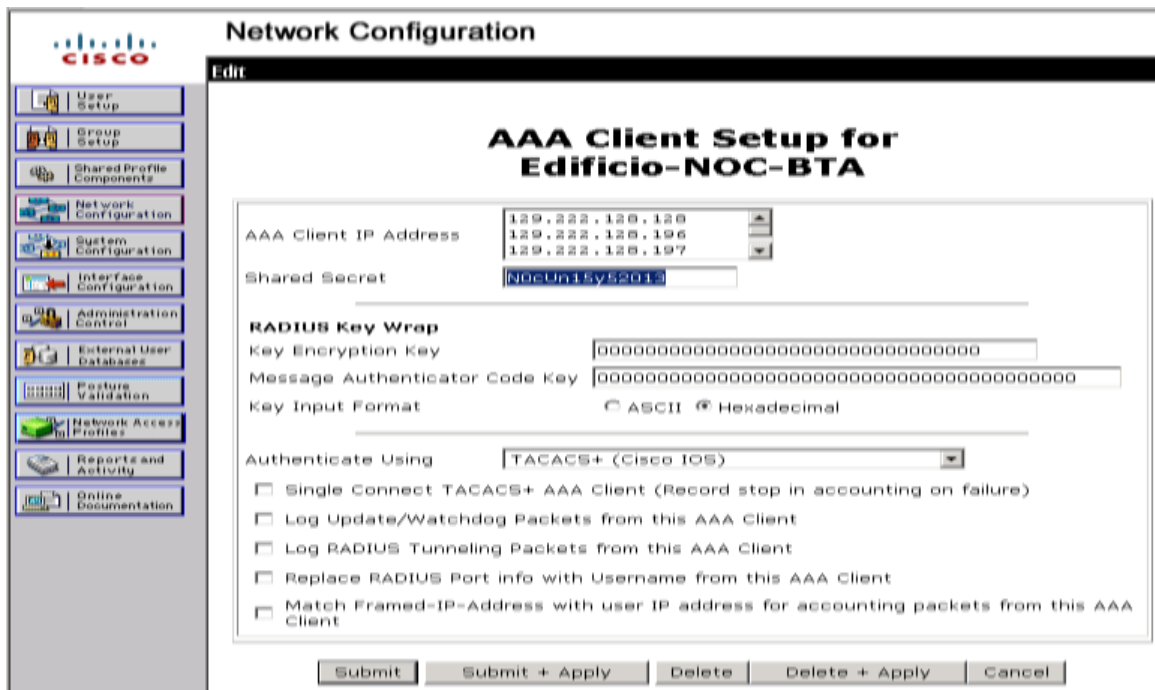 CISCO
Network Configuration
Edit
User Setup
Group Setup
Shared Profile Components
Network Configuration
System Configuration
Interface Configuration
Administration Control
External User Databases
Posture Validation
Network Access Profiles
Reports and Activity
Online Documentation
AAA Client Setup for
Edificio-NOC-BTA
AAA Client IP Address
129.222.128.128
129.222.128.196
129.222.128.197
Shared Secret N0cUn15y52013
RADIUS Key Wrap
Key Encryption Key 00000000000000000000000000000000
Message Authenticator Code Key 0000000000000000000000000000000000000000
Key Input Format ASCII Hexadecimal
Authenticate Using TACACS+ (Cisco IOS)
Single Connect TACACS+ AAA Client (Record stop in accounting on failure)
Log Update/Watchdog Packets from this AAA Client
Log RADIUS Tunneling Packets from this AAA Client
Replace RADIUS Port info with Username from this AAA Client
Match Framed-IP-Address with user IP address for accounting packets from this AAA
Client
Submit Submit + Apply Delete Delete + Apply Cancel